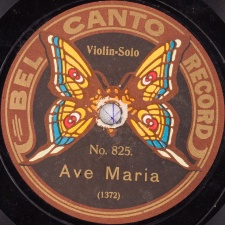 BEL CANTO RECORD
Violin-Solo
No. 825.
Ave Maria
(1372)